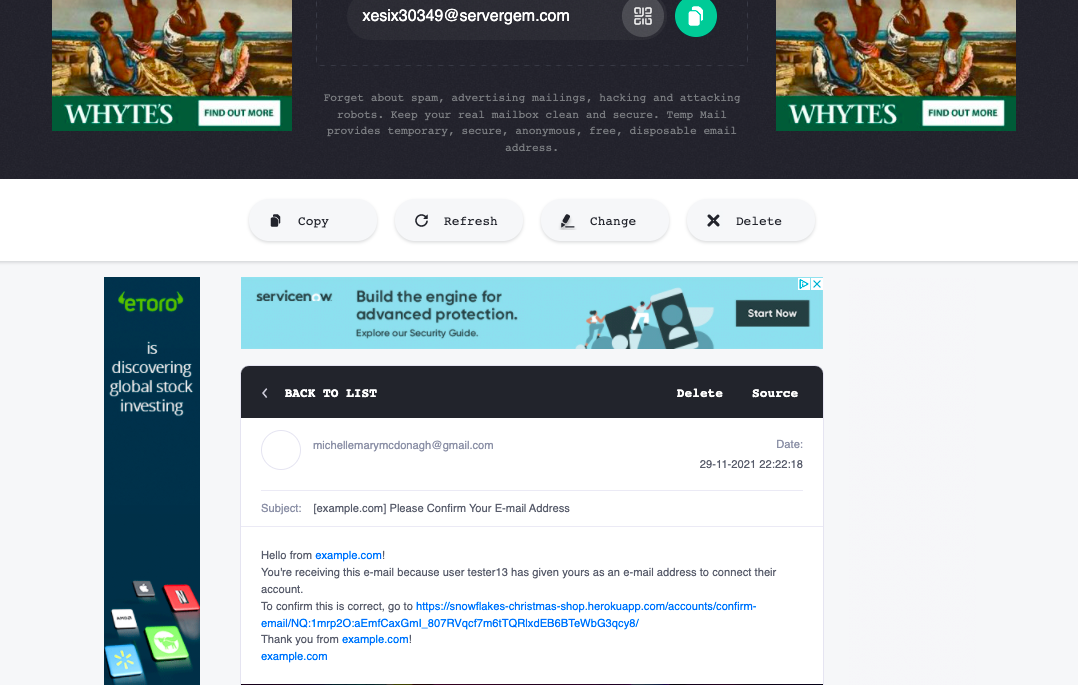 xesix30349@servergem.com
WHYTE'S FIND OUT MORE
WHYTE'S FIND OUT MORE
Forget about spam, advertising mailings, hacking and attacking
robots. Keep your real mailbox clean and secure. Temp Mail
provides temporary, secure, anonymous, free, disposable email
address.
Copy
Refresh
Change
Delete
eTORO
is
discovering
global stock
investing
servicenow
Build the engine for
advanced protection.
Explore our Security Guide.
Start Now
BACK TO LIST
Delete
Source
michellemarymcdonagh@gmail.com
Date:
29-11-2021 22:22:18
Subject: [example.com] Please Confirm Your E-mail Address
Hello from example.com!
You're receiving this e-mail because user tester13 has given yours as an e-mail address to connect their
account.
To confirm this is correct, go to https://snowflakes-christmas-shop.herokuapp.com/accounts/confirm-
email/NQ:1mrp2O:aEmfCaxGmI_807RVqcf7m6tTQRlxdEB6BTeWbG3qcy8/
Thank you from example.com!
example.com